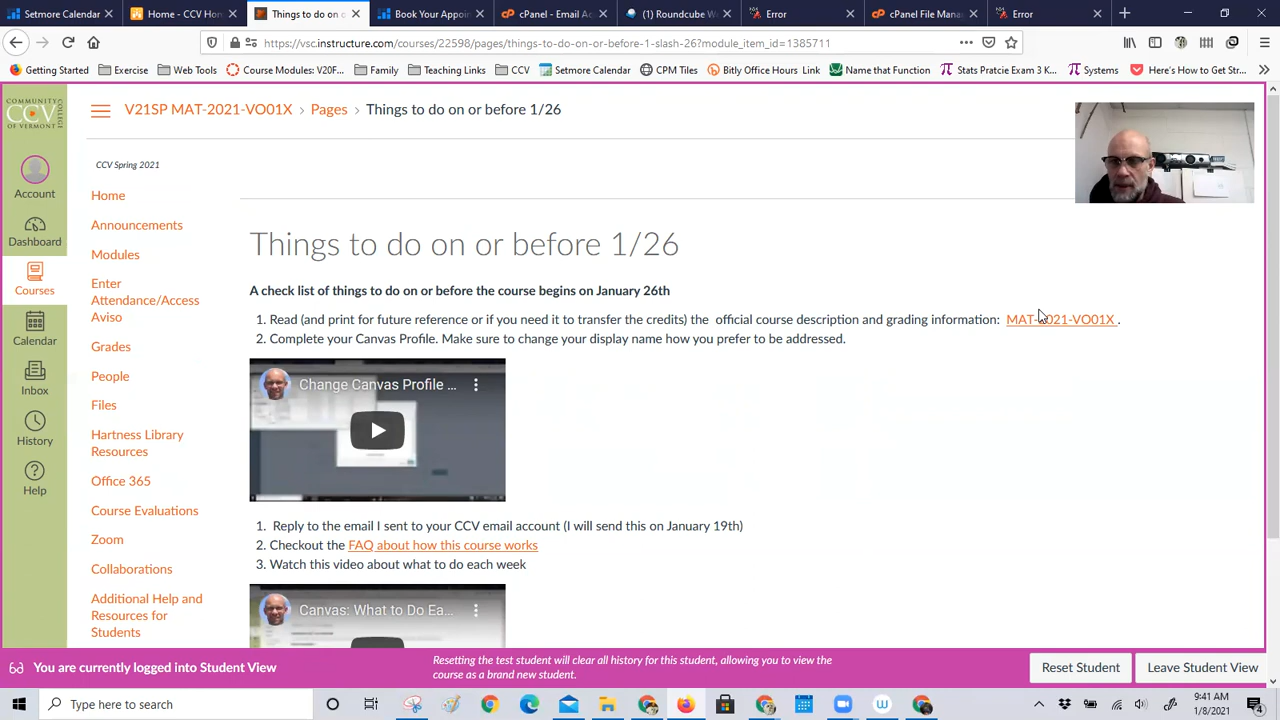 Setmore Calendar
Home - CCV Hor
Things to do on o
Book Your Appoin
cPanel - Email Ac
(1) Roundcube W
Error
cPanel File Mana
Error
https://vsc.instructure.com/courses/22598/pages/things-to-do-on-or-before-1-slash-26?module_item_id=1385711
Getting Started
Exercise
Web Tools
Course Modules: V20F...
Family
Teaching Links
CCV
Setmore Calendar
CPM Tiles
Bitly Office Hours Link
Name that Function
Stats Pratcie Exam 3 K...
Systems
Here's How to Get Str...
COMMUNITY COLLEGE
CCV
OF VERMONT
V21SP MAT-2021-VO01X › Pages › Things to do on or before 1/26
CCV Spring 2021
Account
Dashboard
Courses
Calendar
Inbox
History
Help
Home
Announcements
Modules
Enter
Attendance/Access
Aviso
Grades
People
Files
Hartness Library
Resources
Office 365
Course Evaluations
Zoom
Collaborations
Additional Help and
Resources for
Students
Things to do on or before 1/26
A check list of things to do on or before the course begins on January 26th
1. Read (and print for future reference or if you need it to transfer the credits) the official course description and grading information: MAT-2021-VO01X .
2. Complete your Canvas Profile. Make sure to change your display name how you prefer to be addressed.
Change Canvas Profile ...
1. Reply to the email I sent to your CCV email account (I will send this on January 19th)
2. Checkout the FAQ about how this course works
3. Watch this video about what to do each week
Canvas: What to Do Ea...
You are currently logged into Student View
Resetting the test student will clear all history for this student, allowing you to view the
course as a brand new student.
Reset Student
Leave Student View
Type here to search
9:41 AM
1/8/2021
4